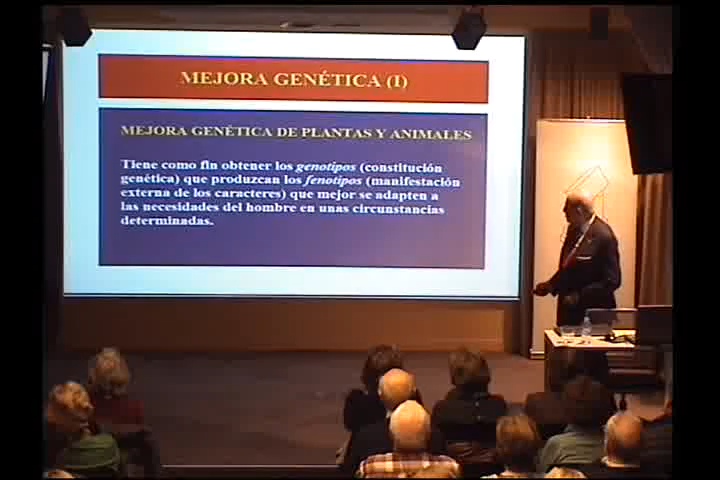 MEJORA GENÉTICA (I)
MEJORA GENÉTICA DE PLANTAS Y ANIMALES
Tiene como fin obtener los genotipos (constitución
genética) que produzcan los fenotipos (manifestación
externa de los caracteres) que mejor se adapten a
las necesidades del hombre en unas circunstancias
determinadas.